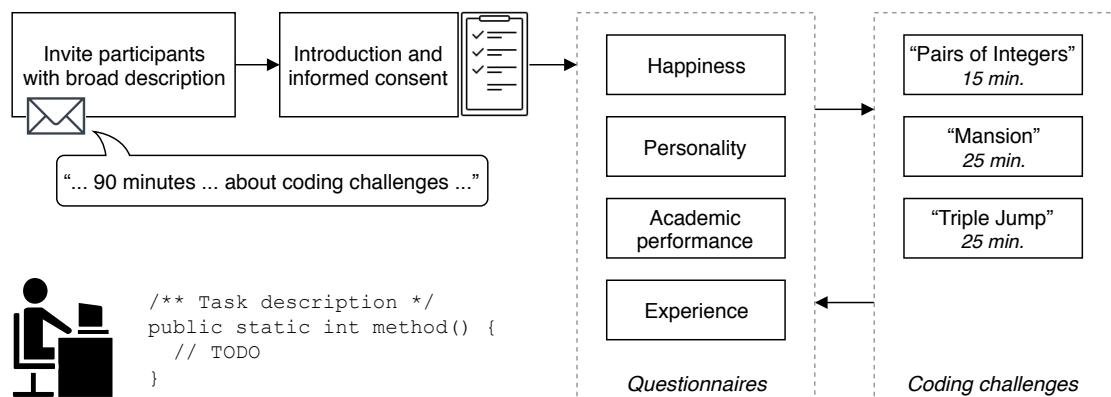 Invite participants
with broad description
Introduction and
informed consent
“... 90 minutes ... about coding challenges ...”
/** Task description */
public static int method() {
  // TODO
}
Happiness
Personality
Academic
performance
Experience
Questionnaires
“Pairs of Integers”
15 min.
“Mansion”
25 min.
“Triple Jump”
25 min.
Coding challenges